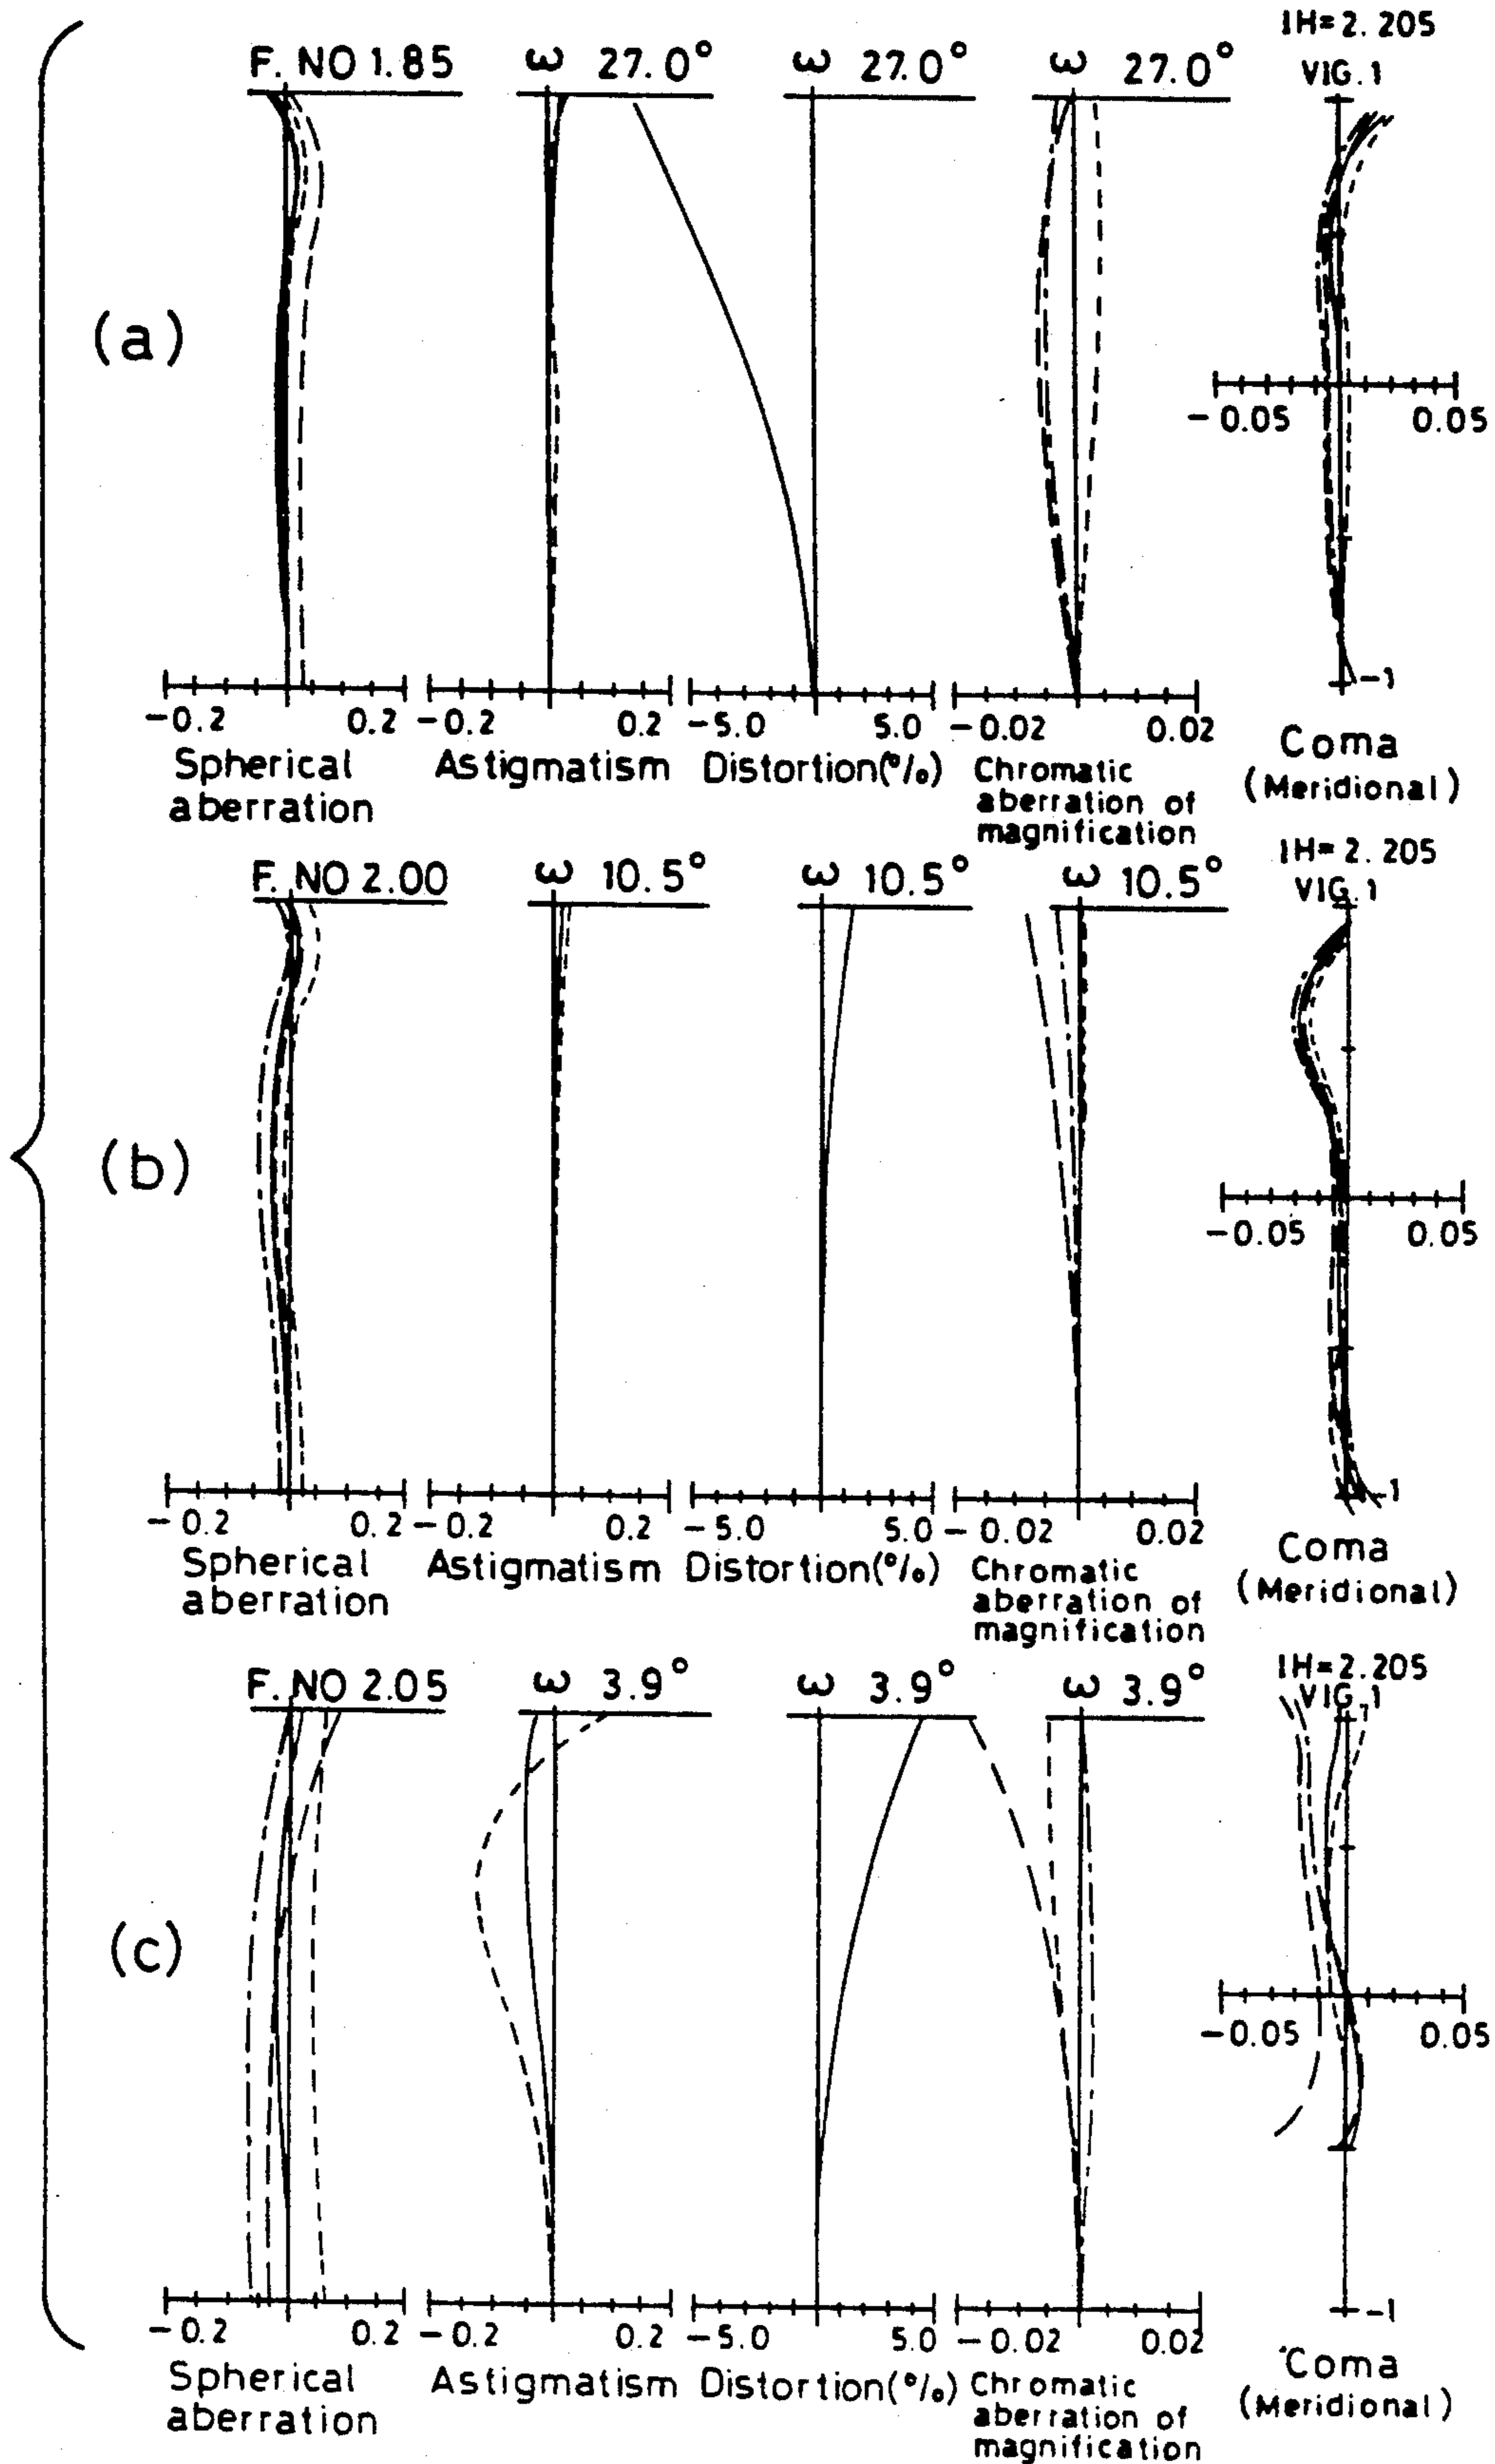 (a)
F. NO 1.85
ω 27.0°
ω 27.0°
ω 27.0°
IH=2.205
VIG.1
-0.2 0.2
-0.2 0.2
-5.0 5.0
-0.02 0.02
-0.05 0.05
-1
Spherical
aberration
Astigmatism
Distortion(%)
Chromatic
aberration of
magnification
Coma
(Meridional)
(b)
F. NO 2.00
ω 10.5°
ω 10.5°
ω 10.5°
IH=2.205
VIG.1
-0.2 0.2
-0.2 0.2
-5.0 5.0
-0.02 0.02
-0.05 0.05
-1
Spherical
aberration
Astigmatism
Distortion(%)
Chromatic
aberration of
magnification
Coma
(Meridional)
(c)
F. NO 2.05
ω 3.9°
ω 3.9°
ω 3.9°
IH=2.205
VIG.1
-0.2 0.2
-0.2 0.2
-5.0 5.0
-0.02 0.02
-0.05 0.05
-1
Spherical
aberration
Astigmatism
Distortion(%)
Chromatic
aberration of
magnification
Coma
(Meridional)